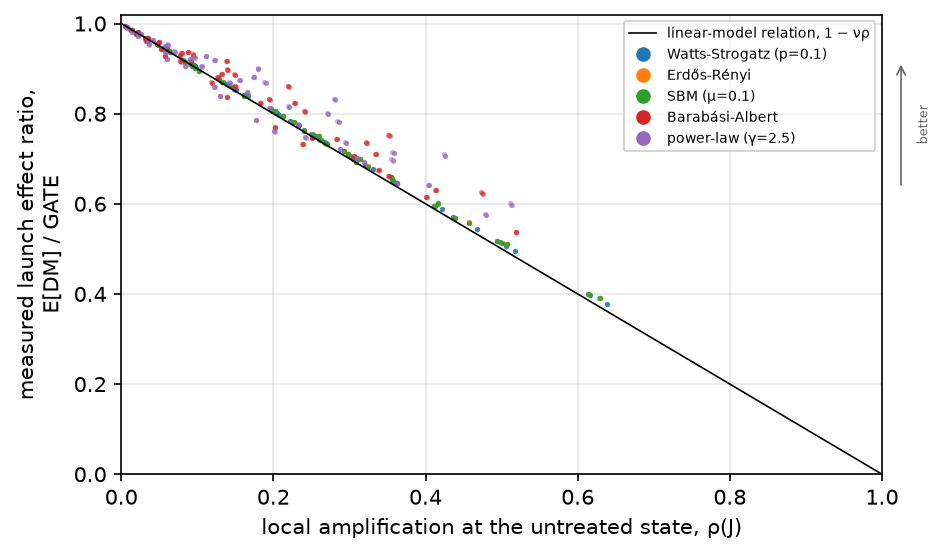 measured launch effect ratio,
E[DM] / GATE
1.0
0.8
0.6
0.4
0.2
0.0
linear-model relation, 1 − νρ
Watts-Strogatz (p=0.1)
Erdős-Rényi
SBM (μ=0.1)
Barabási-Albert
power-law (γ=2.5)
better
0.0 0.2 0.4 0.6 0.8 1.0
local amplification at the untreated state, ρ(J)